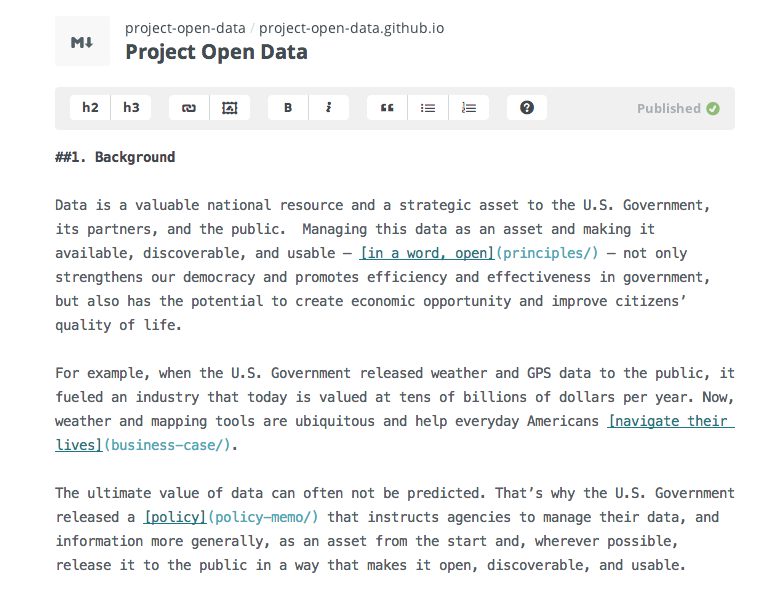 M↓
project-open-data / project-open-data.github.io
Project Open Data
h2 h3 B i ❝ ? Published
##1. Background
Data is a valuable national resource and a strategic asset to the U.S. Government,
its partners, and the public.  Managing this data as an asset and making it
available, discoverable, and usable – [in a word, open](principles/) – not only
strengthens our democracy and promotes efficiency and effectiveness in government,
but also has the potential to create economic opportunity and improve citizens’
quality of life.
For example, when the U.S. Government released weather and GPS data to the public, it
fueled an industry that today is valued at tens of billions of dollars per year. Now,
weather and mapping tools are ubiquitous and help everyday Americans [navigate their
lives](business-case/).
The ultimate value of data can often not be predicted. That’s why the U.S. Government
released a [policy](policy-memo/) that instructs agencies to manage their data, and
information more generally, as an asset from the start and, wherever possible,
release it to the public in a way that makes it open, discoverable, and usable.